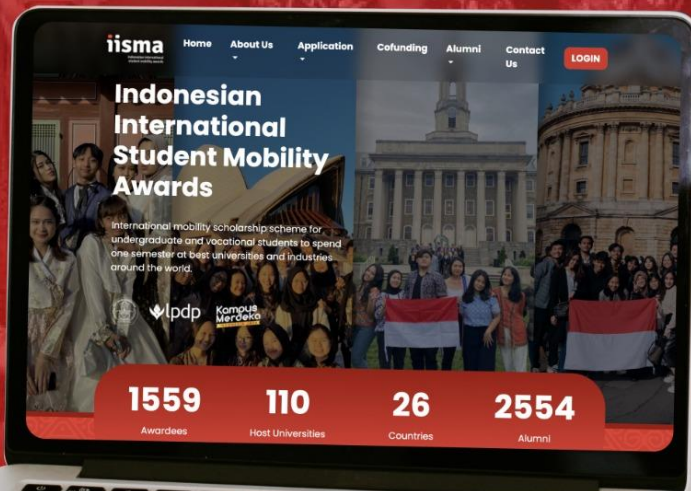 iisma
Home
About Us
Application
Cofunding
Alumni
Contact
Us
LOGIN
Indonesian
International
Student Mobility
Awards
International mobility scholarship scheme for
undergraduate and vocational students to spend
one semester at best universities and industries
around the world.
lpdp
Kampus
Merdeka
1559
Awardees
110
Host Universities
26
Countries
2554
Alumni